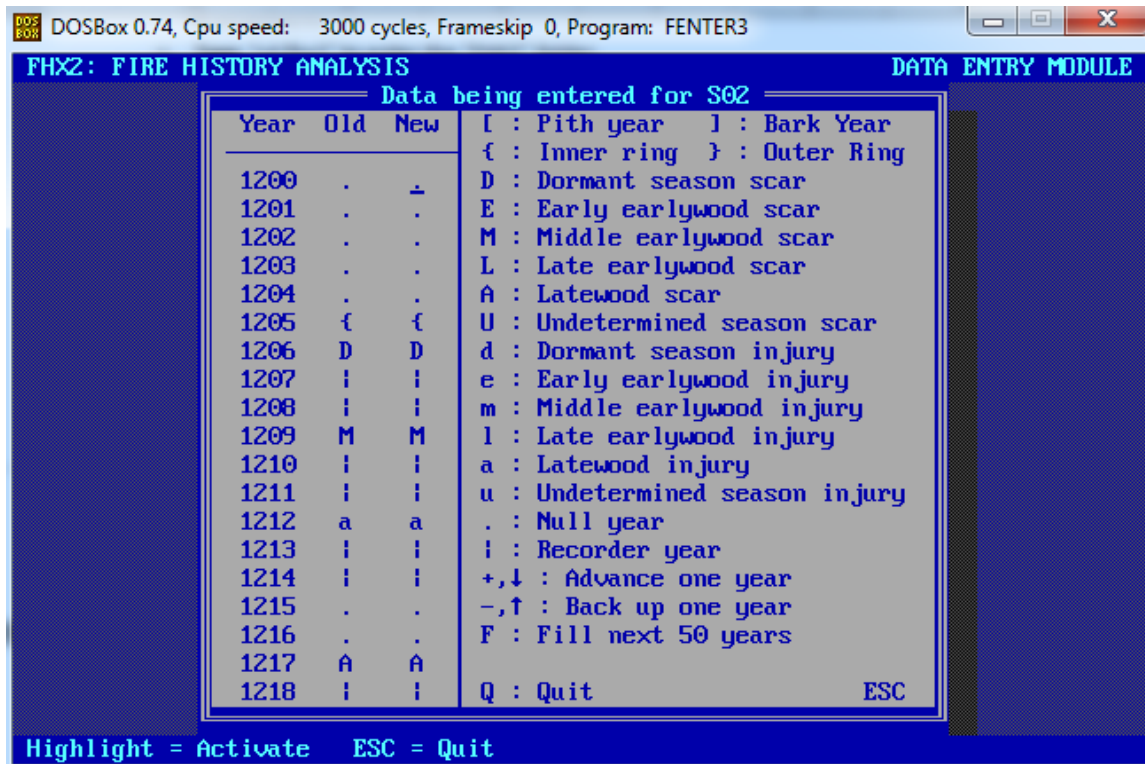 DOSBox 0.74, Cpu speed: 3000 cycles, Frameskip 0, Program: FENTER3
FHX2: FIRE HISTORY ANALYSIS DATA ENTRY MODULE
Data being entered for S02
Year Old New [ : Pith year ] : Bark Year
{ : Inner ring } : Outer Ring
1200 . . D : Dormant season scar
1201 . . E : Early earlywood scar
1202 . . M : Middle earlywood scar
1203 . . L : Late earlywood scar
1204 . . A : Latewood scar
1205 { { U : Undetermined season scar
1206 D D d : Dormant season injury
1207 ¦ ¦ e : Early earlywood injury
1208 ¦ ¦ m : Middle earlywood injury
1209 M M l : Late earlywood injury
1210 ¦ ¦ a : Latewood injury
1211 ¦ ¦ u : Undetermined season injury
1212 a a . : Null year
1213 ¦ ¦ ¦ : Recorder year
1214 ¦ ¦ +,↓ : Advance one year
1215 . . -,↑ : Back up one year
1216 . . F : Fill next 50 years
1217 A A
1218 ¦ ¦ Q : Quit ESC
Highlight = Activate ESC = Quit